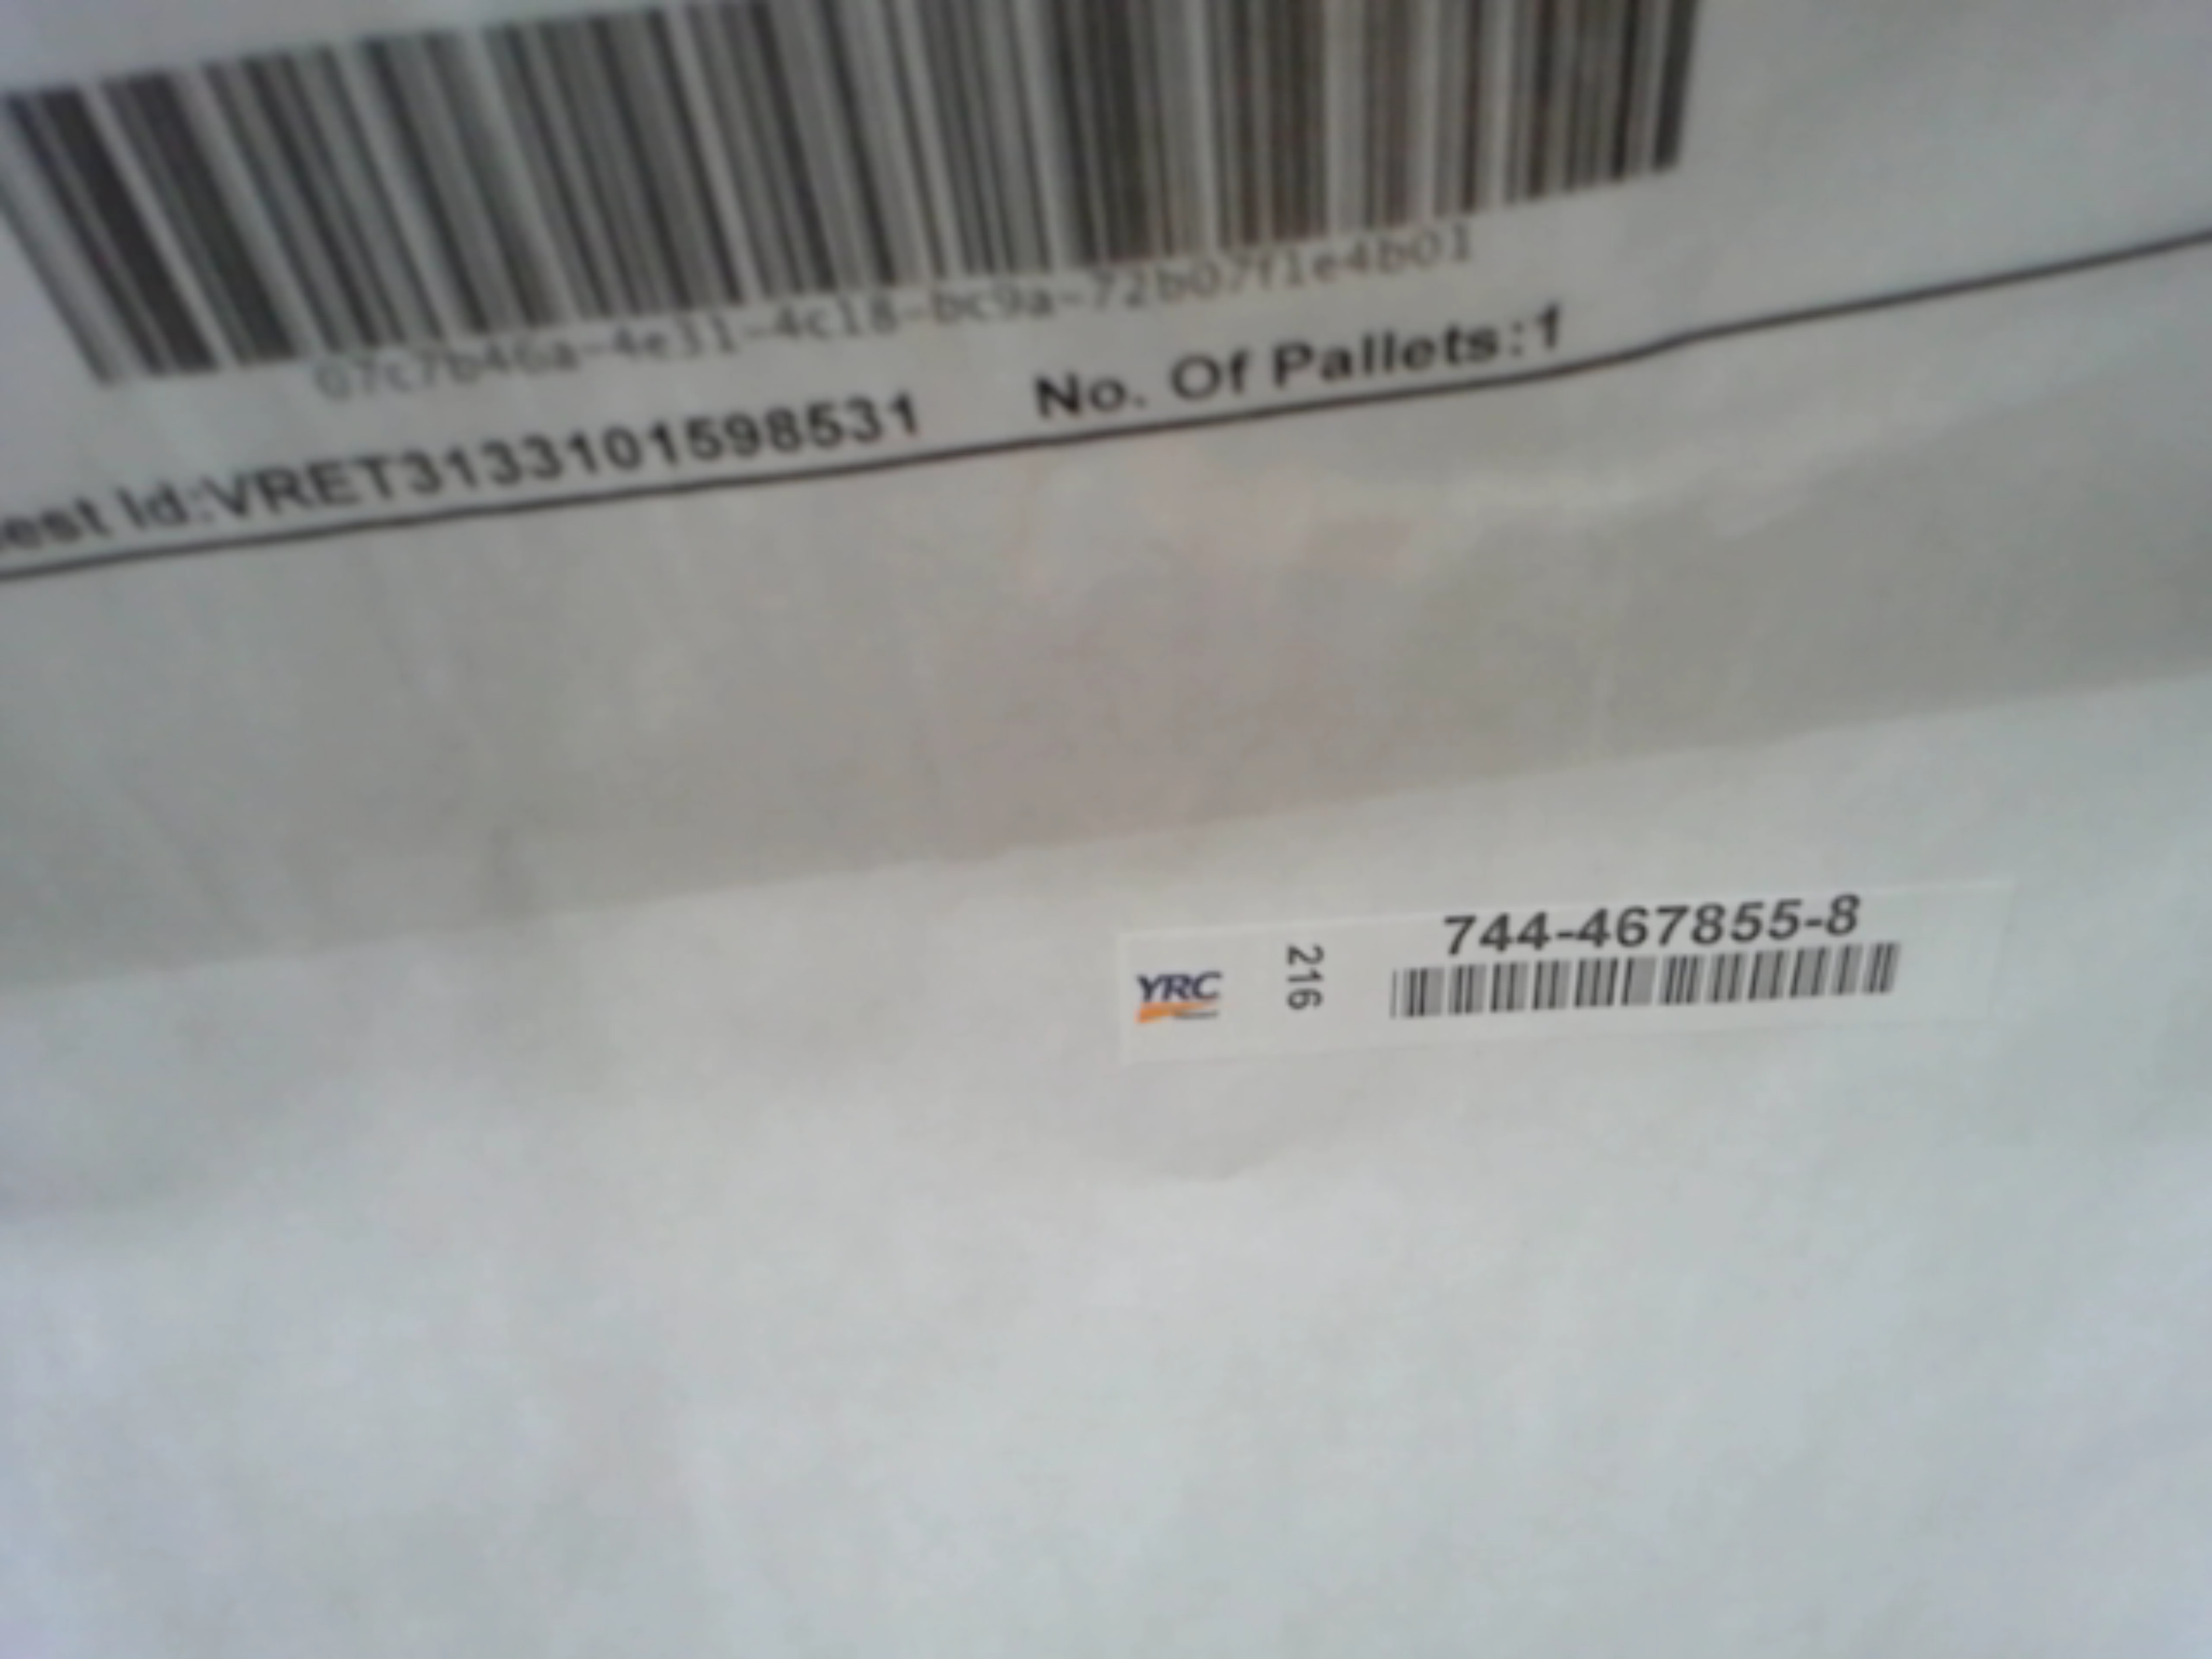 07c7b46a-4e31-4c18-bc9a-72b07f1e4b01
est Id:VRET3133101598531 No. Of Pallets:1
744-467855-8
YRC
216